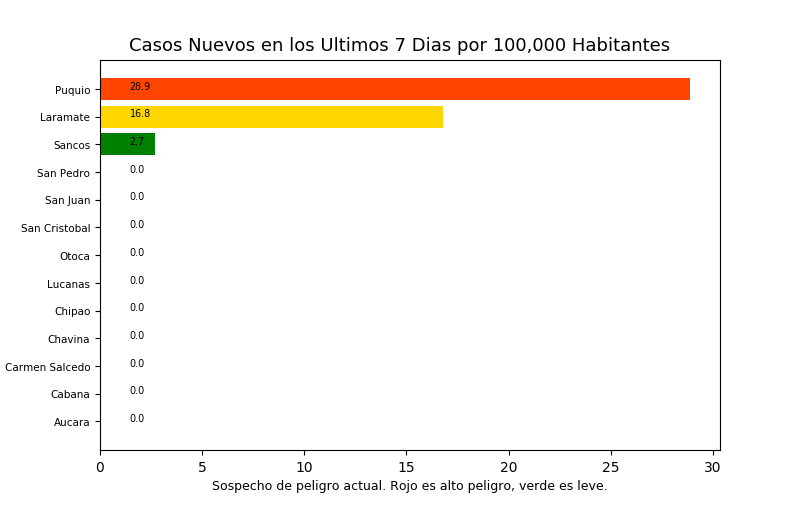 Casos Nuevos en los Ultimos 7 Dias por 100,000 Habitantes
Puquio 28.9
Laramate 16.8
Sancos 2.7
San Pedro 0.0
San Juan 0.0
San Cristobal 0.0
Otoca 0.0
Lucanas 0.0
Chipao 0.0
Chavina 0.0
Carmen Salcedo 0.0
Cabana 0.0
Aucara 0.0
0 5 10 15 20 25 30
Sospecho de peligro actual. Rojo es alto peligro, verde es leve.